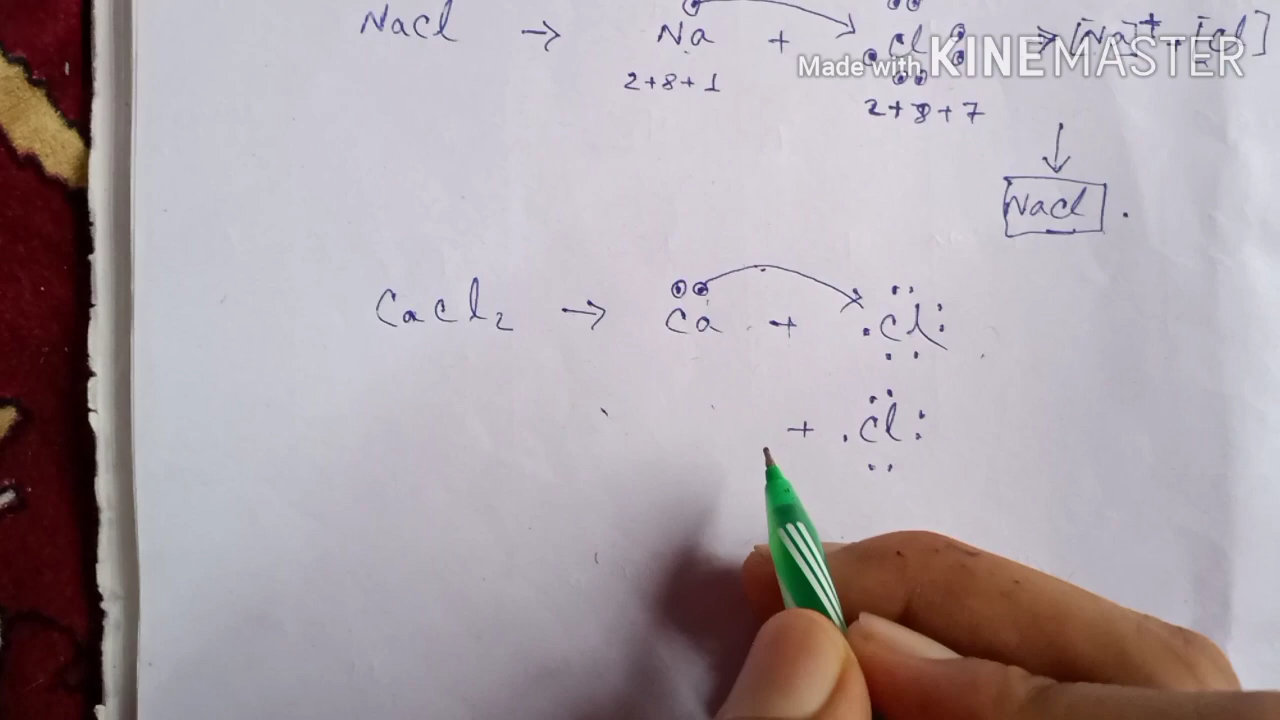 NaCl → Na + Cl → [Na]⁺ + [Cl]
Made with KINEMASTER
2+8+1
2+8+7
↓
NaCl.
CaCl₂ → Ca + Cl
+ Cl